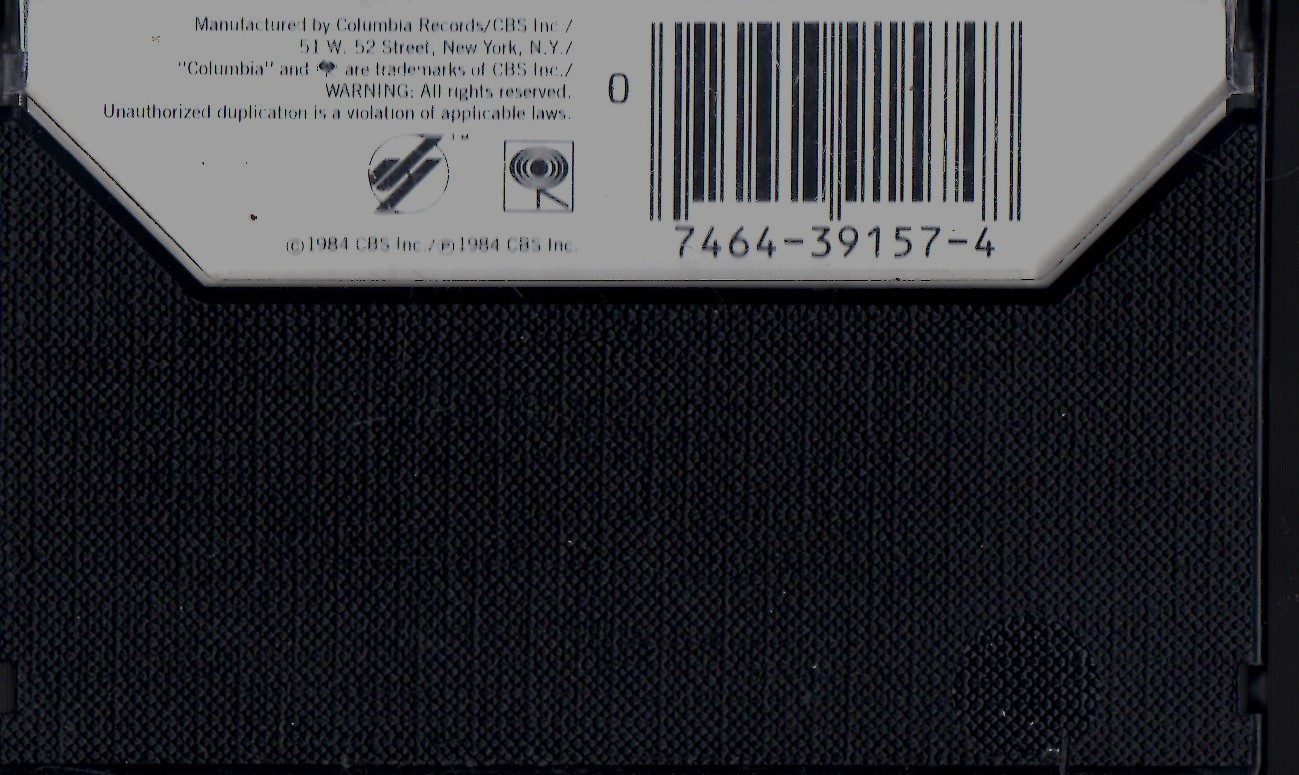 Manufactured by Columbia Records/CBS Inc./
51 W. 52 Street, New York, N.Y./
"Columbia" and are trademarks of CBS Inc./
WARNING: All rights reserved.
Unauthorized duplication is a violation of applicable laws.
TM
©1984 CBS Inc./℗1984 CBS Inc.
0
7464-39157-4